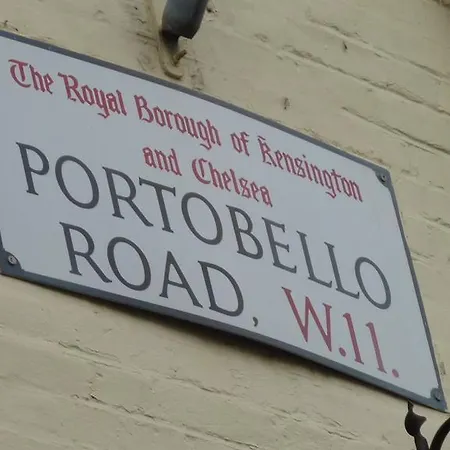 The Royal Borough of Kensington
and Chelsea
PORTOBELLO
ROAD, W.11.